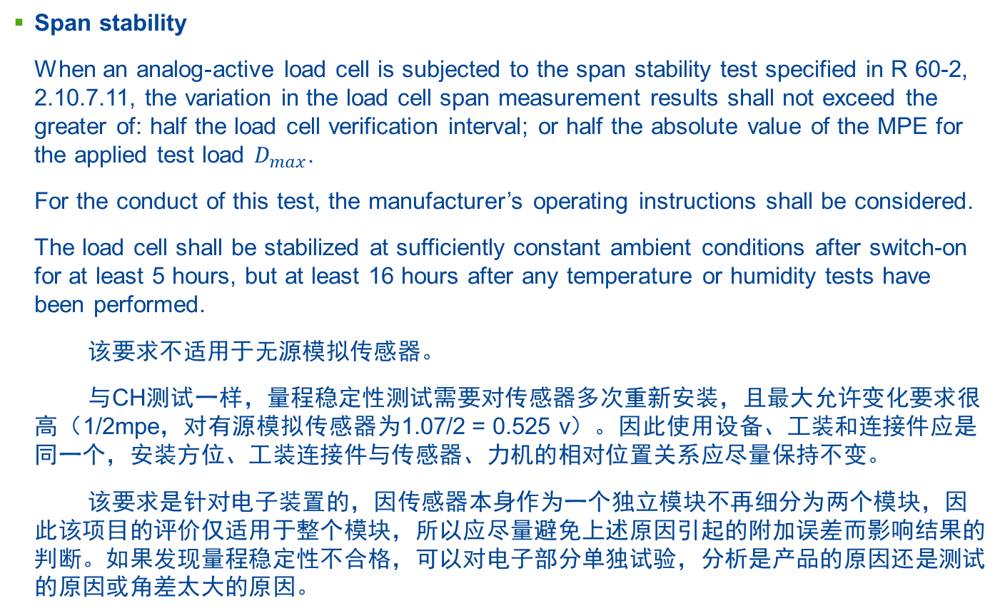 Span stability
When an analog-active load cell is subjected to the span stability test specified in R 60-2,
2.10.7.11, the variation in the load cell span measurement results shall not exceed the
greater of: half the load cell verification interval; or half the absolute value of the MPE for
the applied test load D_max.
For the conduct of this test, the manufacturer’s operating instructions shall be considered.
The load cell shall be stabilized at sufficiently constant ambient conditions after switch-on
for at least 5 hours, but at least 16 hours after any temperature or humidity tests have
been performed.
该要求不适用于无源模拟传感器。
与CH测试一样，量程稳定性测试需要对传感器多次重新安装，且最大允许变化要求很
高（1/2mpe，对有源模拟传感器为1.07/2 = 0.525 v）。因此使用设备、工装和连接件应是
同一个，安装方位、工装连接件与传感器、力机的相对位置关系应尽量保持不变。
该要求是针对电子装置的，因传感器本身作为一个独立模块不再细分为两个模块，因
此该项目的评价仅适用于整个模块，所以应尽量避免上述原因引起的附加误差而影响结果的
判断。如果发现量程稳定性不合格，可以对电子部分单独试验，分析是产品的原因还是测试
的原因或角差太大的原因。